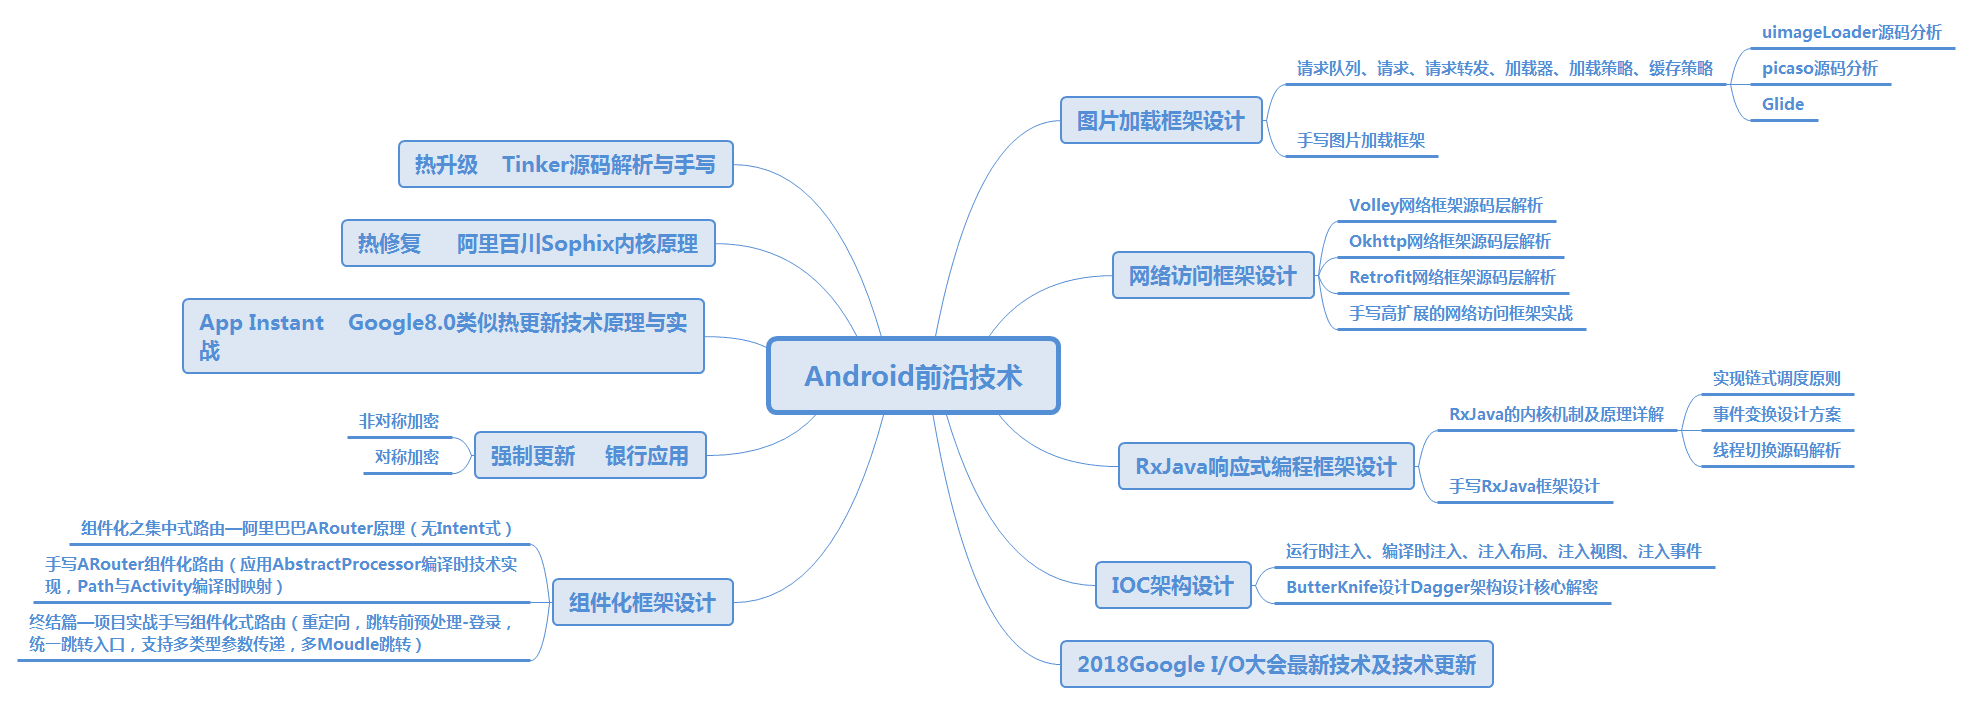 Android前沿技术
图片加载框架设计
请求队列、请求、请求转发、加载器、加载策略、缓存策略
uimageLoader源码分析
picaso源码分析
Glide
手写图片加载框架
网络访问框架设计
Volley网络框架源码层解析
Okhttp网络框架源码层解析
Retrofit网络框架源码层解析
手写高扩展的网络访问框架实战
RxJava响应式编程框架设计
RxJava的内核机制及原理详解
实现链式调度原则
事件变换设计方案
线程切换源码解析
手写RxJava框架设计
IOC架构设计
运行时注入、编译时注入、注入布局、注入视图、注入事件
ButterKnife设计Dagger架构设计核心解密
2018Google I/O大会最新技术及技术更新
热升级    Tinker源码解析与手写
热修复    阿里百川Sophix内核原理
App Instant    Google8.0类似热更新技术原理与实
战
强制更新    银行应用
非对称加密
对称加密
组件化框架设计
组件化之集中式路由—阿里巴巴ARouter原理（无Intent式）
手写ARouter组件化路由（应用AbstractProcessor编译时技术实
现，Path与Activity编译时映射）
终结篇—项目实战手写组件化式路由（重定向，跳转前预处理-登录，
统一跳转入口，支持多类型参数传递，多Moudle跳转）